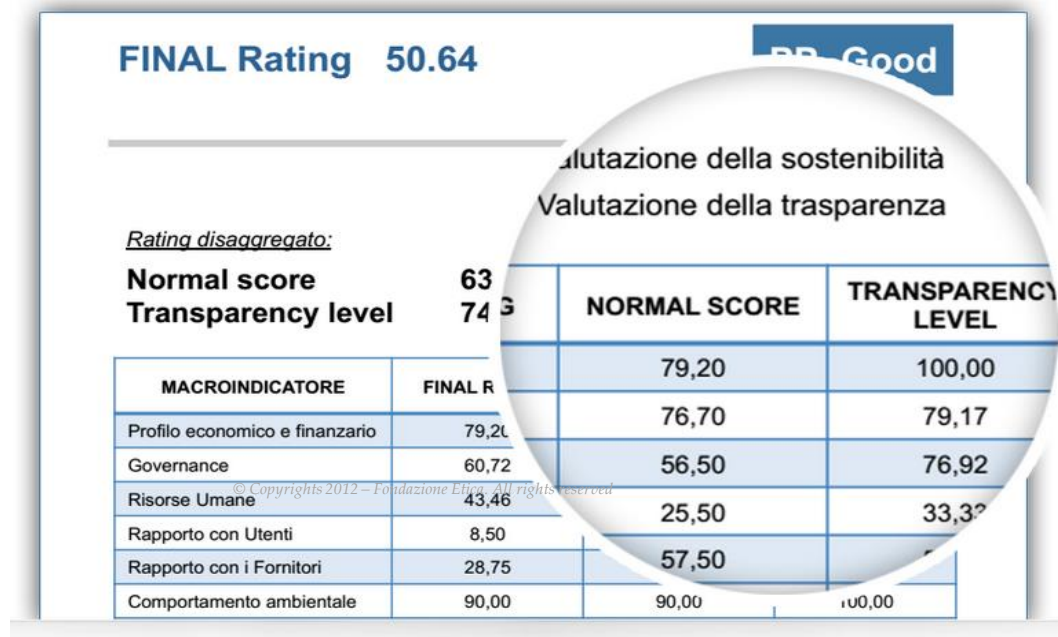 FINAL Rating 50.64
Good
Valutazione della sostenibilità
Valutazione della trasparenza
Rating disaggregato:
Normal score 63
Transparency level 74
MACROINDICATORE FINAL R G NORMAL SCORE TRANSPARENCY LEVEL
Profilo economico e finanzario 79,20 79,20 100,00
Governance 60,72 76,70 79,17
Risorse Umane 43,46 56,50 76,92
Rapporto con Utenti 8,50 25,50 33,33
Rapporto con i Fornitori 28,75 57,50
Comportamento ambientale 90,00 90,00 100,00
© Copyrights 2012 – Fondazione Etica. All rights reserved